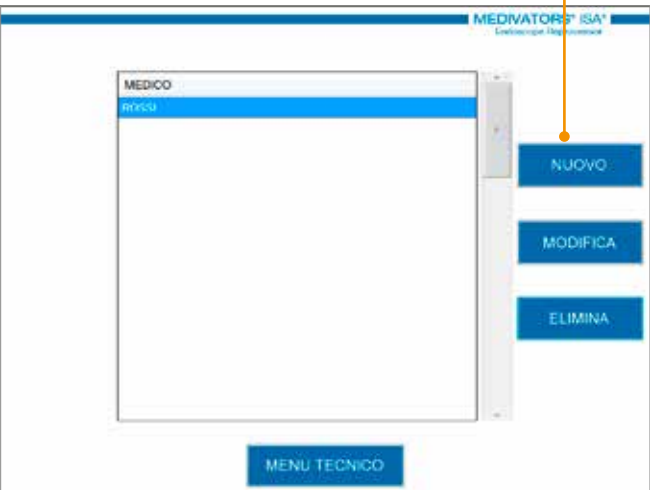 MEDIVATORS® ISA®
Endoscope Reprocessor
MEDICO
ROSSI
NUOVO
MODIFICA
ELIMINA
MENU TECNICO